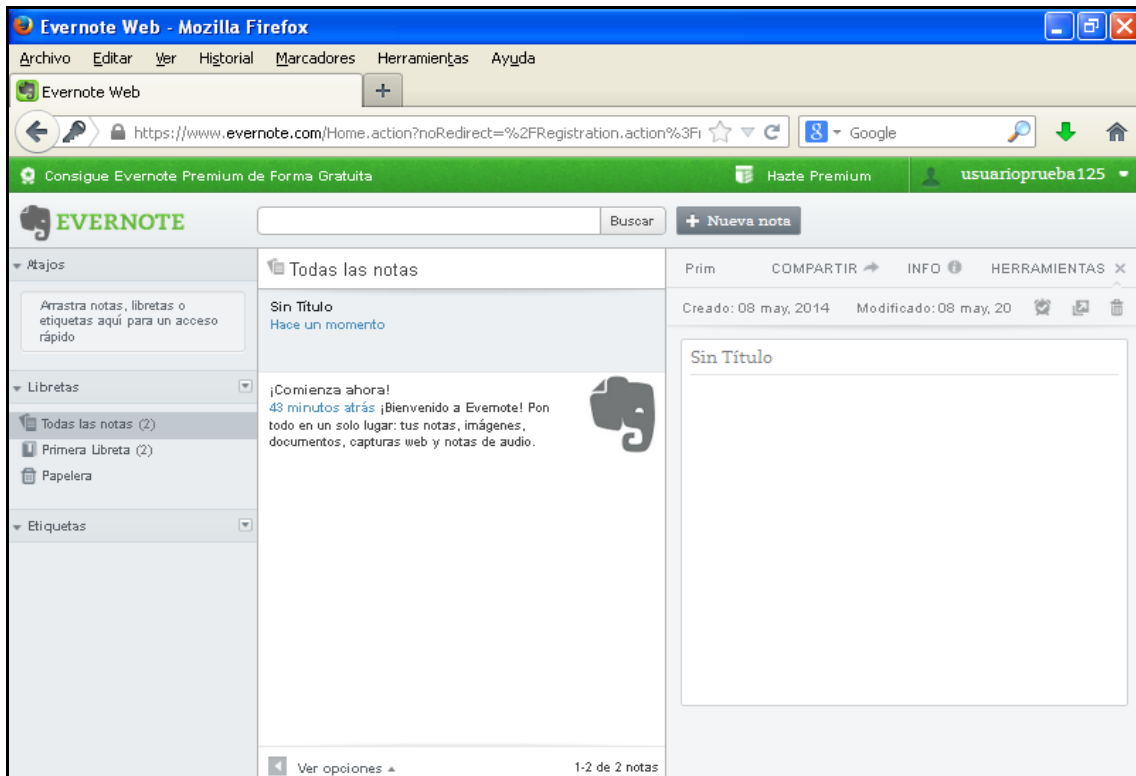 Evernote Web - Mozilla Firefox
Archivo Editar Ver Historial Marcadores Herramientas Ayuda
Evernote Web
https://www.evernote.com/Home.action?noRedirect=%2FRegistration.action%3Fi Google
Consigue Evernote Premium de Forma Gratuita Hazte Premium usuarioprueba125
EVERNOTE Buscar + Nueva nota
Atajos
Arrastra notas, libretas o
etiquetas aquí para un acceso
rápido
Libretas
Todas las notas (2)
Primera Libreta (2)
Papelera
Etiquetas
Todas las notas
Sin Título
Hace un momento
¡Comienza ahora!
43 minutos atrás ¡Bienvenido a Evernote! Pon
todo en un solo lugar: tus notas, imágenes,
documentos, capturas web y notas de audio.
Ver opciones 1-2 de 2 notas
Prim COMPARTIR INFO HERRAMIENTAS
Creado: 08 may, 2014 Modificado: 08 may, 20
Sin Título